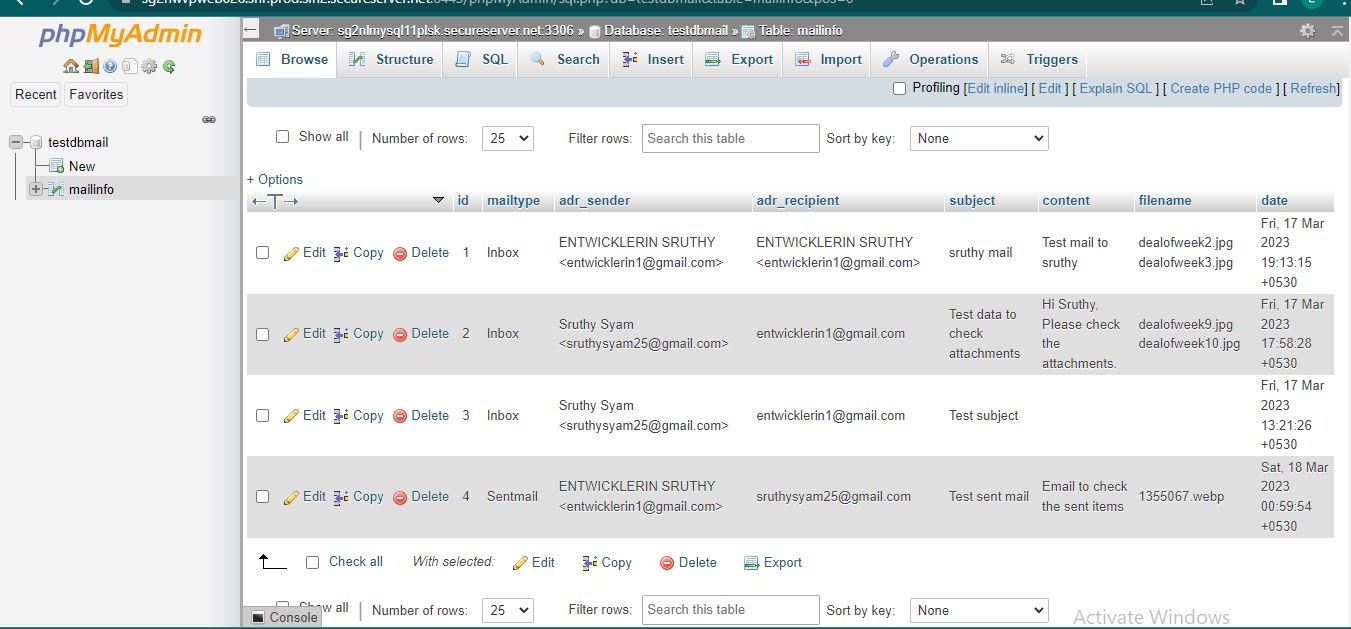 phpMyAdmin
Recent Favorites
testdbmail
New
mailinfo
Server: sg2nlmysql11plsk.secureserver.net:3306 » Database: testdbmail » Table: mailinfo
Browse Structure SQL Search Insert Export Import Operations Triggers
Profiling [Edit inline] [ Edit ] [ Explain SQL ] [ Create PHP code ] [ Refresh]
Show all | Number of rows: 25 Filter rows: Search this table Sort by key: None
+ Options
←T→ id mailtype adr_sender adr_recipient subject content filename date
Edit Copy Delete 1 Inbox ENTWICKLERIN SRUTHY <entwicklerin1@gmail.com> ENTWICKLERIN SRUTHY <entwicklerin1@gmail.com> sruthy mail Test mail to sruthy dealofweek2.jpg dealofweek3.jpg Fri, 17 Mar 2023 19:13:15 +0530
Edit Copy Delete 2 Inbox Sruthy Syam <sruthysyam25@gmail.com> entwicklerin1@gmail.com Test data to check attachments Hi Sruthy, Please check the attachments. dealofweek9.jpg dealofweek10.jpg Fri, 17 Mar 2023 17:58:28 +0530
Edit Copy Delete 3 Inbox Sruthy Syam <sruthysyam25@gmail.com> entwicklerin1@gmail.com Test subject Fri, 17 Mar 2023 13:21:26 +0530
Edit Copy Delete 4 Sentmail ENTWICKLERIN SRUTHY <entwicklerin1@gmail.com> sruthysyam25@gmail.com Test sent mail Email to check the sent items 1355067.webp Sat, 18 Mar 2023 00:59:54 +0530
Check all With selected: Edit Copy Delete Export
Show all | Number of rows: 25 Filter rows: Search this table Sort by key: None
Console
Activate Windows